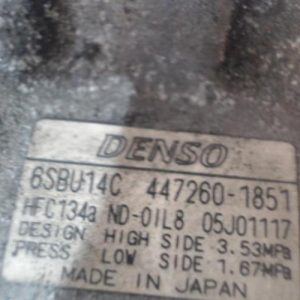 DENSO
6SBU14C 447260-1851
HFC134a ND-OIL8 05J01117
DESIGN HIGH SIDE 3.53MPa
PRESS LOW SIDE 1.67MPa
MADE IN JAPAN